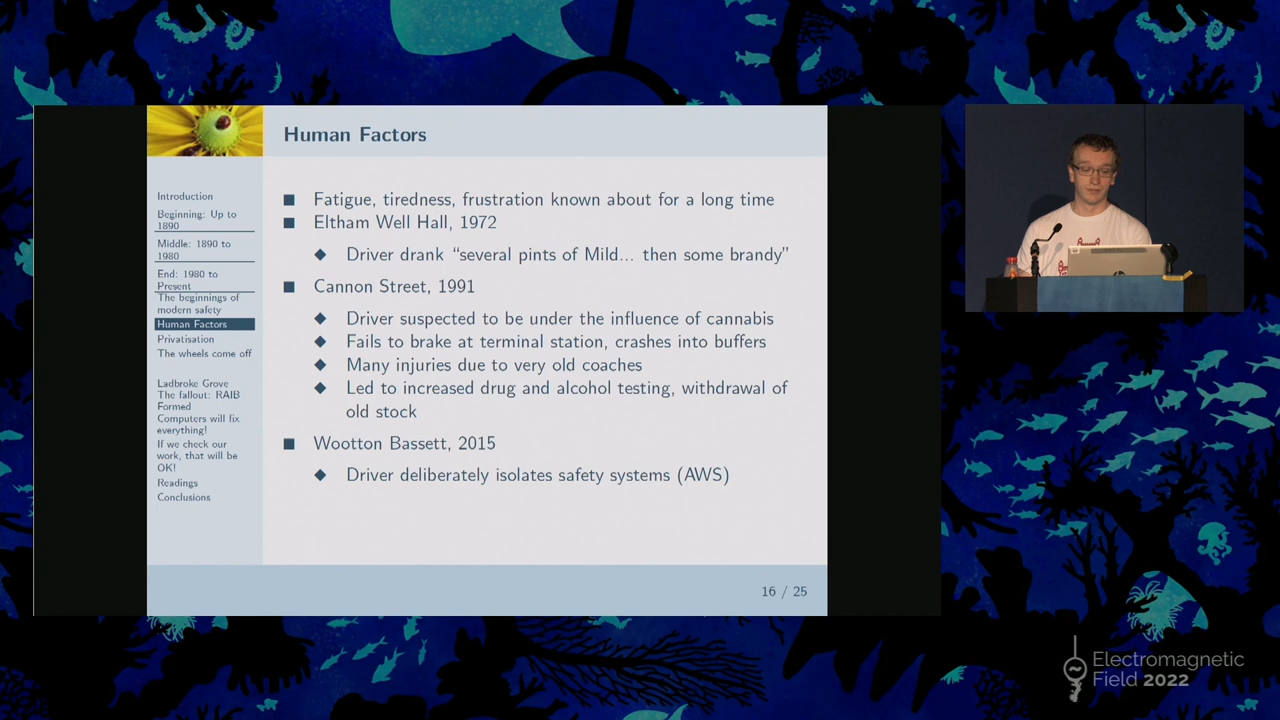 Human Factors
Introduction
Beginning: Up to
1890
Middle: 1890 to
1980
End: 1980 to
Present
The beginnings of
modern safety
Human Factors
Privatisation
The wheels come off
Ladbroke Grove
The fallout: RAIB
Formed
Computers will fix
everything!
If we check our
work, that will be
OK!
Readings
Conclusions
■ Fatigue, tiredness, frustration known about for a long time
■ Eltham Well Hall, 1972
◆ Driver drank “several pints of Mild... then some brandy”
■ Cannon Street, 1991
◆ Driver suspected to be under the influence of cannabis
◆ Fails to brake at terminal station, crashes into buffers
◆ Many injuries due to very old coaches
◆ Led to increased drug and alcohol testing, withdrawal of
old stock
■ Wootton Bassett, 2015
◆ Driver deliberately isolates safety systems (AWS)
16 / 25
Electromagnetic
Field 2022